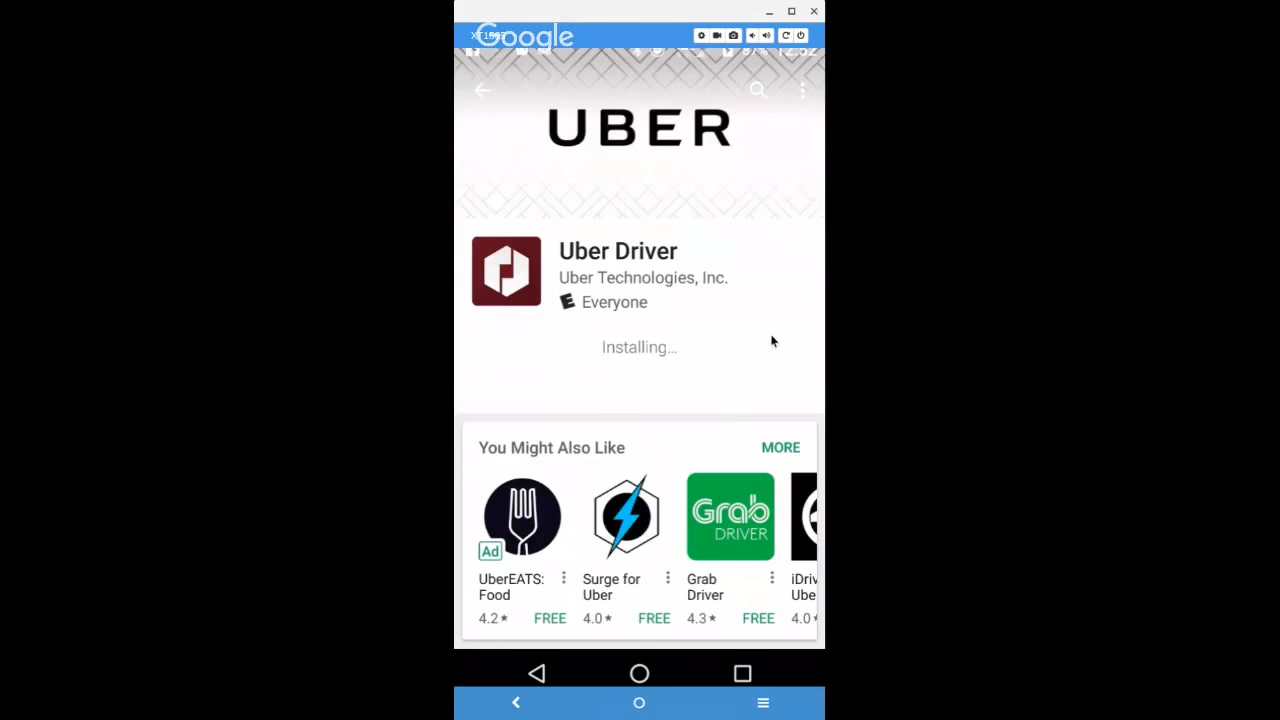 Google
UBER
Uber Driver
Uber Technologies, Inc.
E Everyone
Installing...
You Might Also Like
MORE
Grab
DRIVER
Ad
UberEATS:
Food
4.2★
FREE
Surge for
Uber
4.0★
FREE
Grab
Driver
4.3★
FREE
4.0